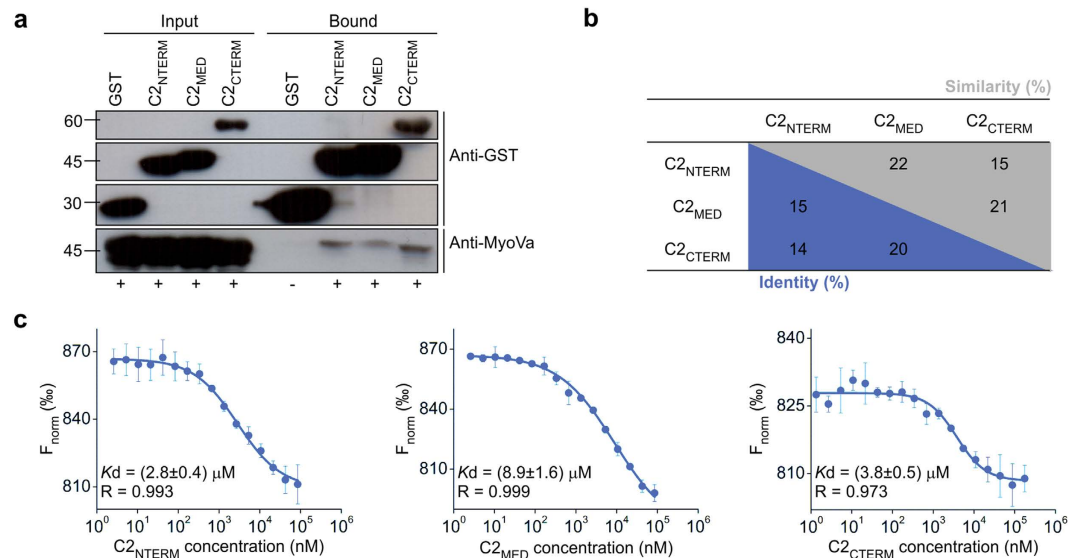 a
Input Bound
GST C2NTERM C2MED C2CTERM GST C2NTERM C2MED C2CTERM
60
45
Anti-GST
30
45
Anti-MyoVa
+ + + + - + + +
b
Similarity (%)
C2NTERM C2MED C2CTERM
C2NTERM 22 15
C2MED 15 21
C2CTERM 14 20
Identity (%)
c
Fnorm (‰)
870
840
810
Kd = (2.8±0.4) µM
R = 0.993
10^0 10^1 10^2 10^3 10^4 10^5 10^6
C2NTERM concentration (nM)
Fnorm (‰)
870
840
810
Kd = (8.9±1.6) µM
R = 0.999
10^0 10^1 10^2 10^3 10^4 10^5 10^6
C2MED concentration (nM)
Fnorm (‰)
840
825
810
Kd = (3.8±0.5) µM
R = 0.973
10^0 10^1 10^2 10^3 10^4 10^5 10^6
C2CTERM concentration (nM)